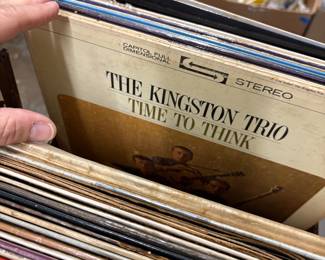 CAPITOL FULL
DIMENSIONAL
STEREO
THE KINGSTON TRIO
TIME TO THINK